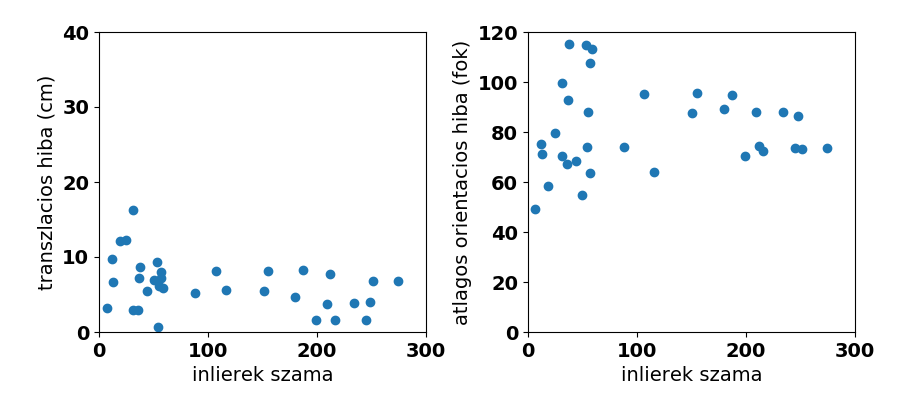 40
30
20
10
0
transzlacios hiba (cm)
0 100 200 300
inlierek szama
120
100
80
60
40
20
0
atlagos orientacios hiba (fok)
0 100 200 300
inlierek szama